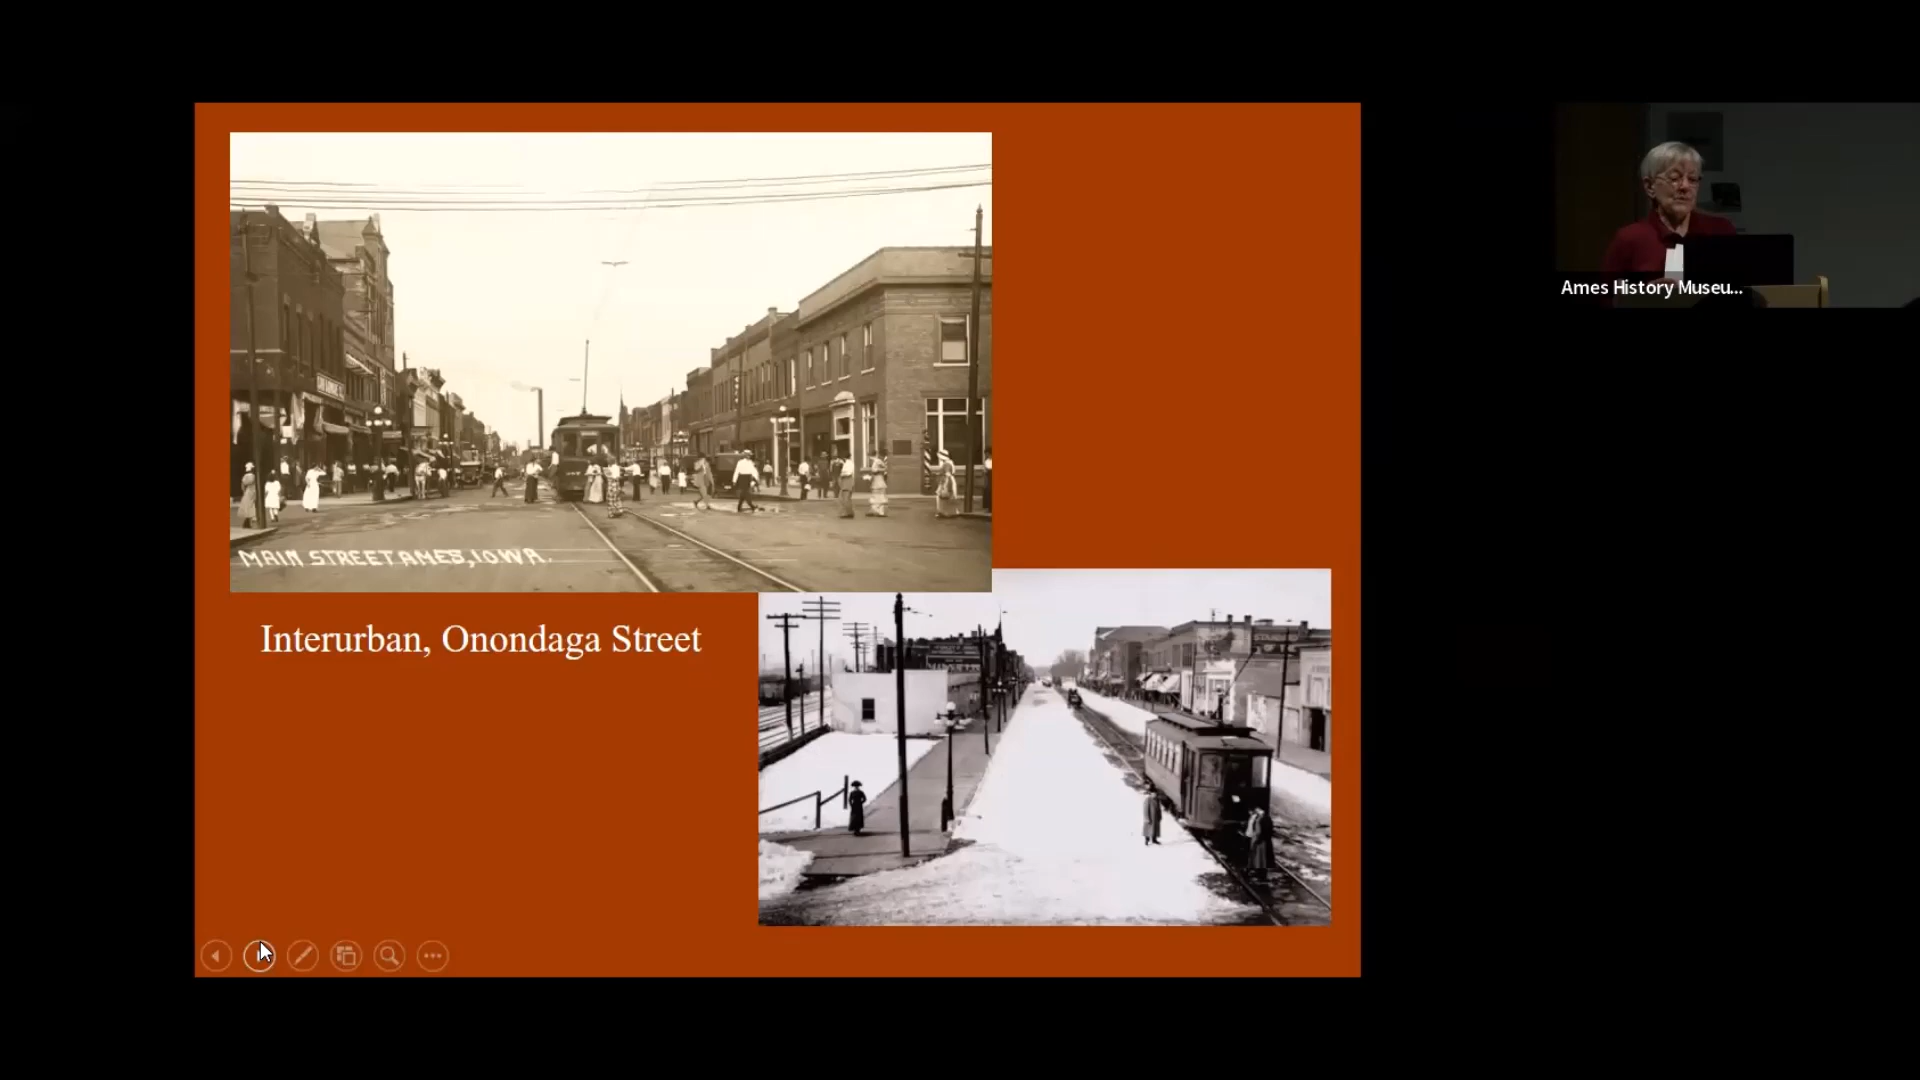 MAIN STREET AMES, IOWA.
Interurban, Onondaga Street
Ames History Museu...